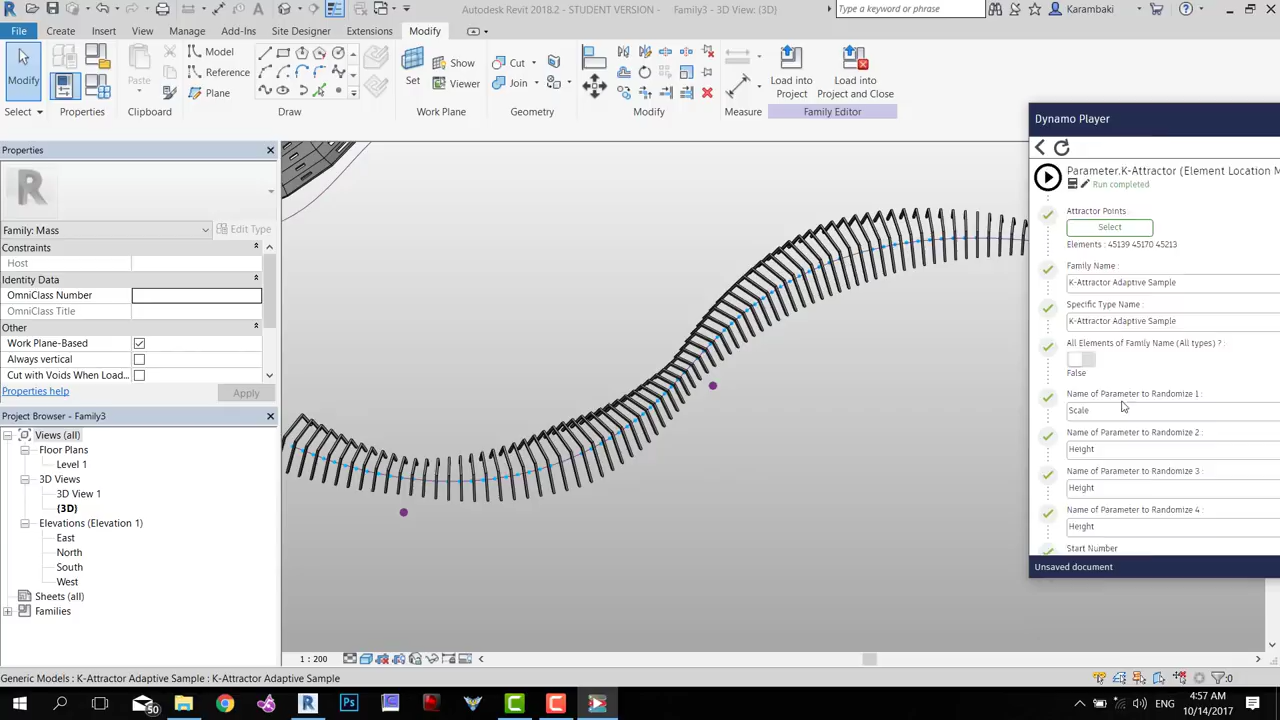 Autodesk Revit 2018.2 - STUDENT VERSION - Family3 - 3D View: {3D}
Type a keyword or phrase
Karambaki
File
Create
Insert
View
Manage
Add-Ins
Site Designer
Extensions
Modify
Modify
Select
Properties
Paste
Clipboard
Model
Reference
Plane
Draw
Set
Show
Viewer
Work Plane
Cut
Join
Geometry
Modify
Measure
Load into
Project
Load into
Project and Close
Family Editor
Properties
Family: Mass
Edit Type
Constraints
Host
Identity Data
OmniClass Number
OmniClass Title
Other
Work Plane-Based
Always vertical
Cut with Voids When Load...
Properties help
Apply
Project Browser - Family3
Views (all)
Floor Plans
Level 1
3D Views
3D View 1
{3D}
Elevations (Elevation 1)
East
North
South
West
Sheets (all)
Families
Dynamo Player
Parameter.K-Attractor (Element Location M
Run completed
Attractor Points
Select
Elements : 45139 45170 45213
Family Name :
K-Attractor Adaptive Sample
Specific Type Name :
K-Attractor Adaptive Sample
All Elements of Family Name (All types) ? :
False
Name of Parameter to Randomize 1 :
Scale
Name of Parameter to Randomize 2 :
Height
Name of Parameter to Randomize 3 :
Height
Name of Parameter to Randomize 4 :
Height
Start Number
Unsaved document
1 : 200
Generic Models : K-Attractor Adaptive Sample : K-Attractor Adaptive Sample
:0
50
ENG
4:57 AM
10/14/2017